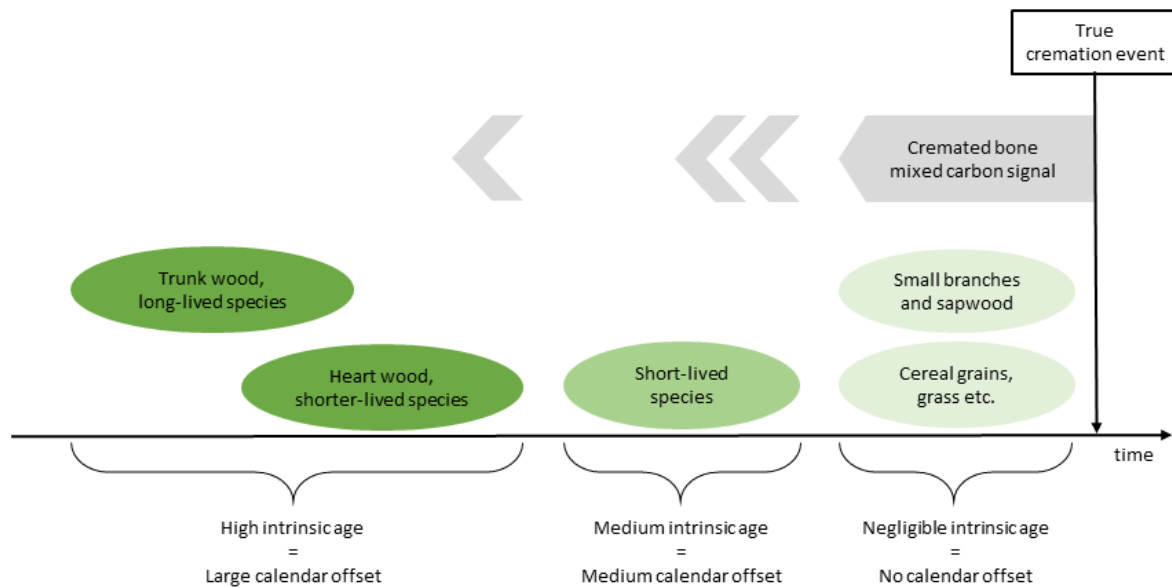 True
cremation event
Cremated bone
mixed carbon signal
Trunk wood,
long-lived species
Small branches
and sapwood
Heart wood,
shorter-lived species
Short-lived
species
Cereal grains,
grass etc.
time
High intrinsic age
=
Large calendar offset
Medium intrinsic age
=
Medium calendar offset
Negligible intrinsic age
=
No calendar offset